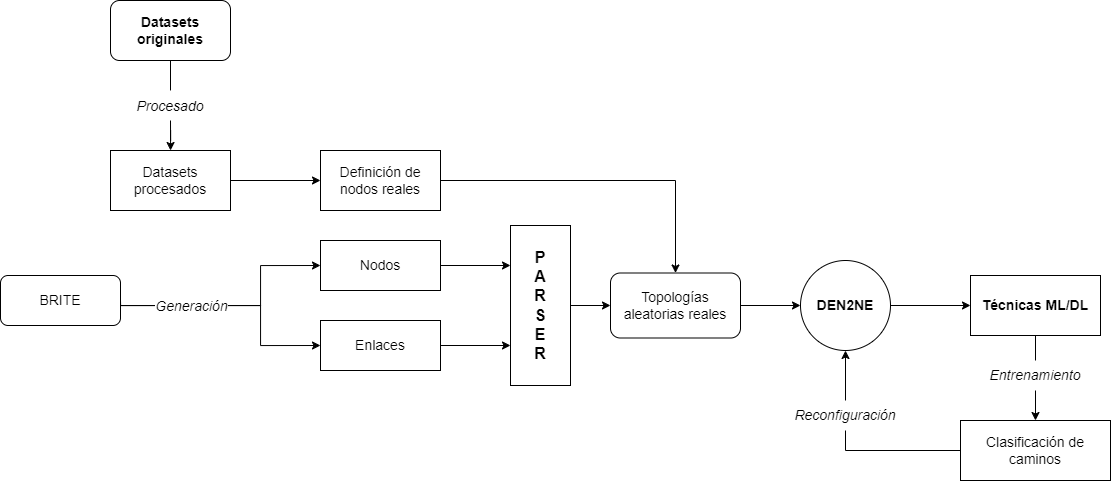 Datasets
originales
Procesado
Datasets
procesados
Definición de
nodos reales
BRITE
Generación
Nodos
Enlaces
P
A
R
S
E
R
Topologías
aleatorias reales
DEN2NE
Técnicas ML/DL
Entrenamiento
Clasificación de
caminos
Reconfiguración